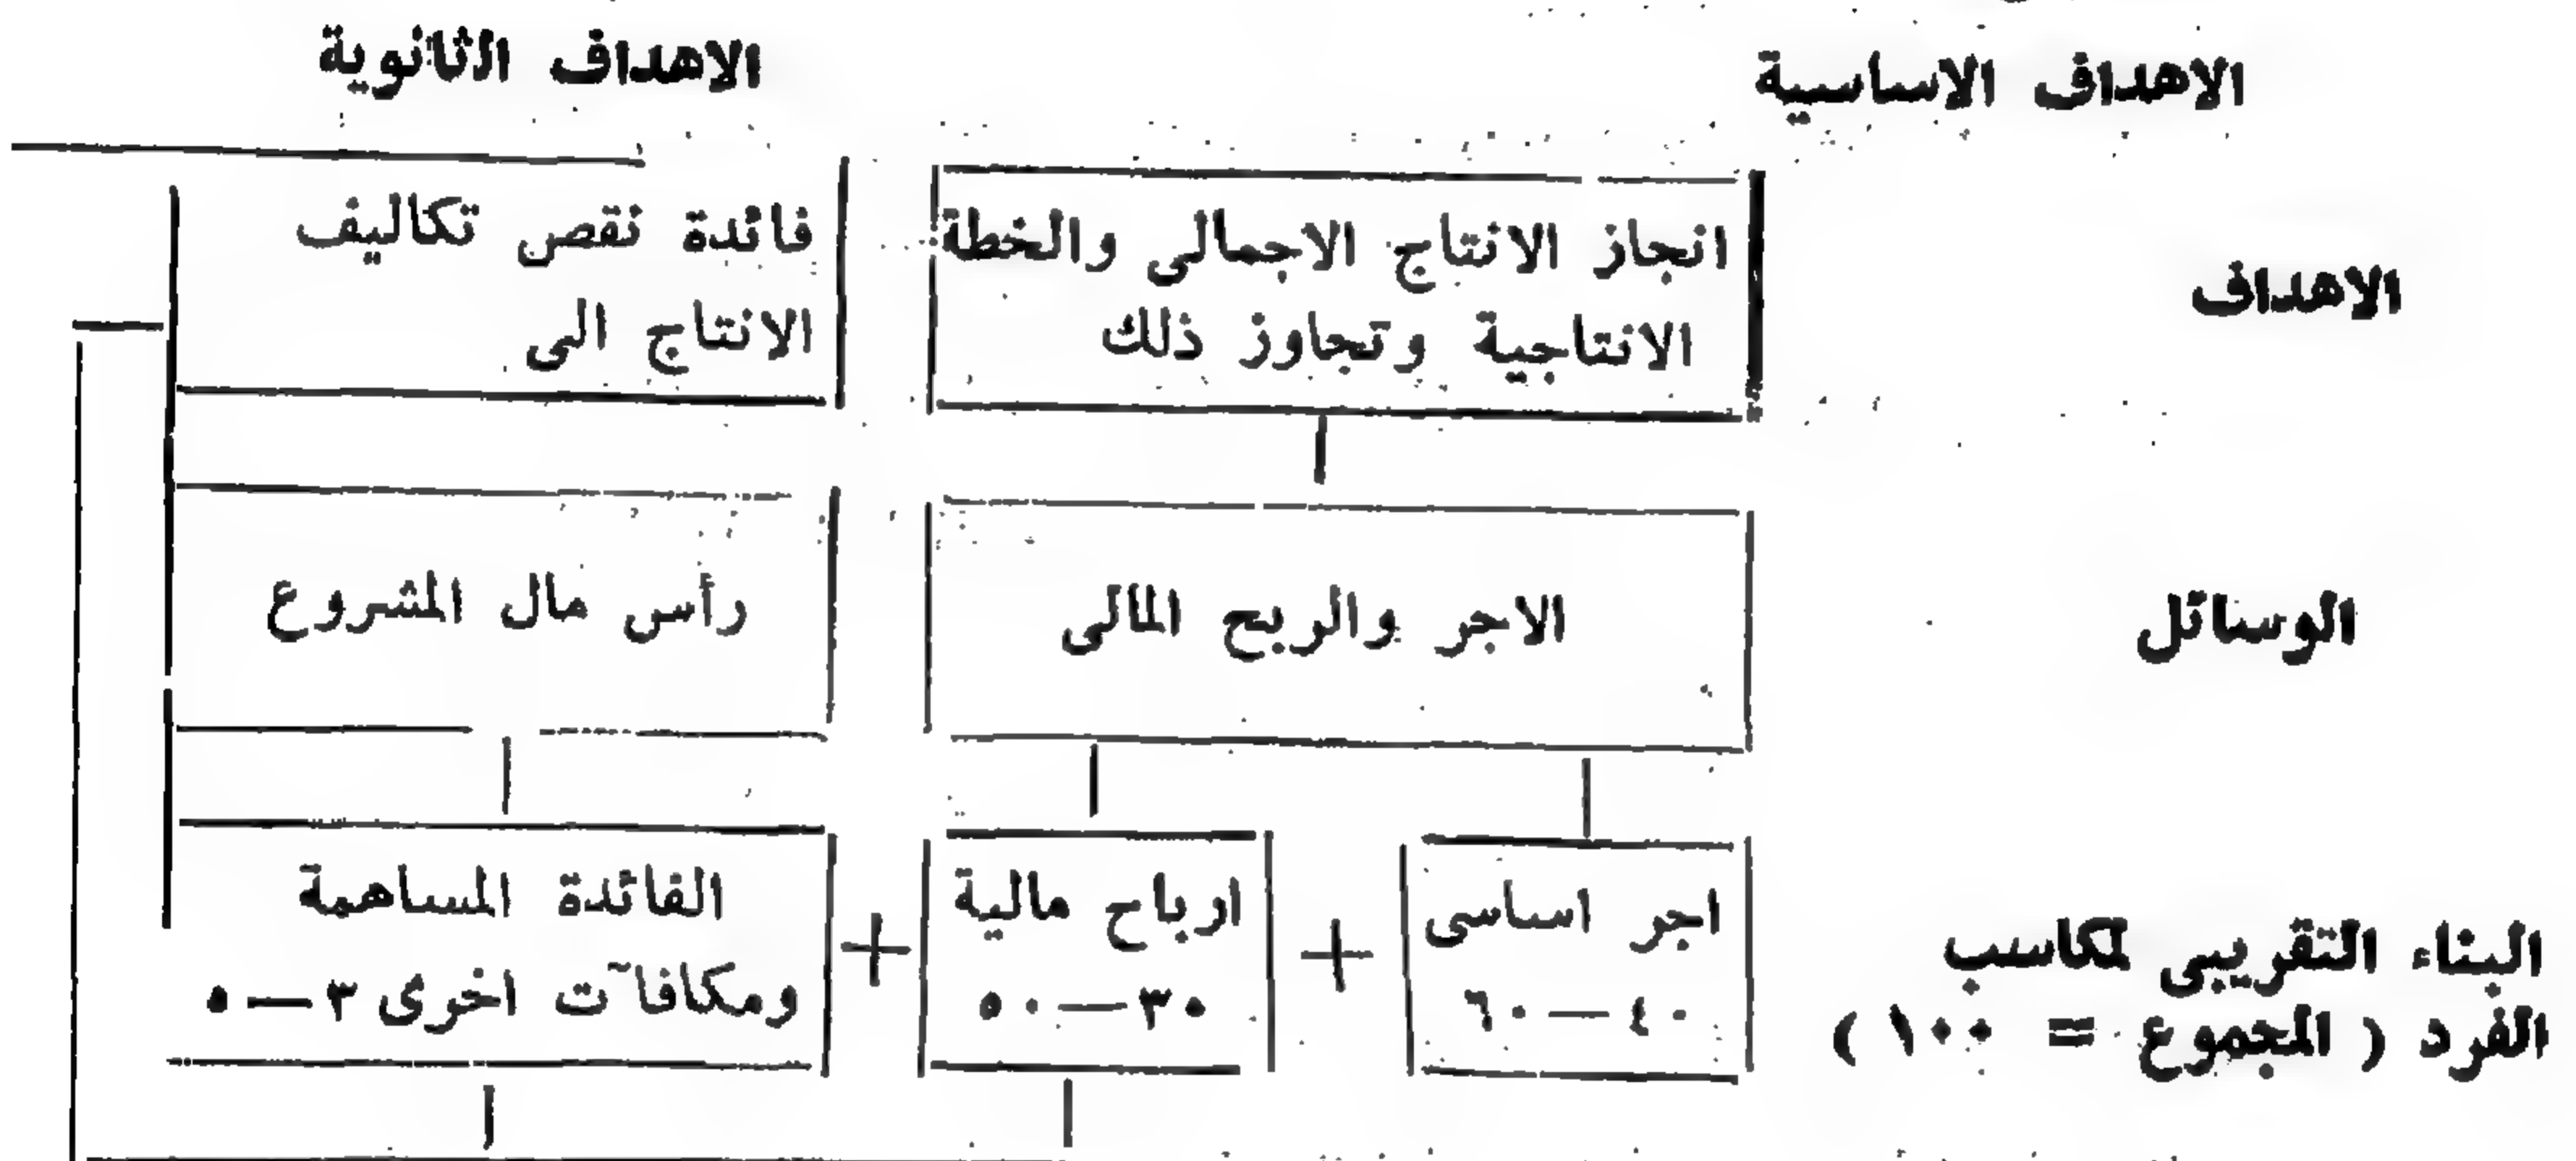 الاهداف الاساسية
الاهداف الثانوية
الاهداف
انجاز الانتاج الاجمالى والخطة
الانتاجية وتجاوز ذلك
فائدة نقص تكاليف
الانتاج الى
الوسائل
الاجر والربح المالى
رأس مال المشروع
البناء التقريبى لمكاسب
الفرد ( المجموع = ١٠٠ )
اجر اساسى
٤٠ — ٦٠
+
ارباح مالية
٣٠ — ٥٠
+
الفائدة المساهمة
ومكافآت اخرى ٣ — ٥